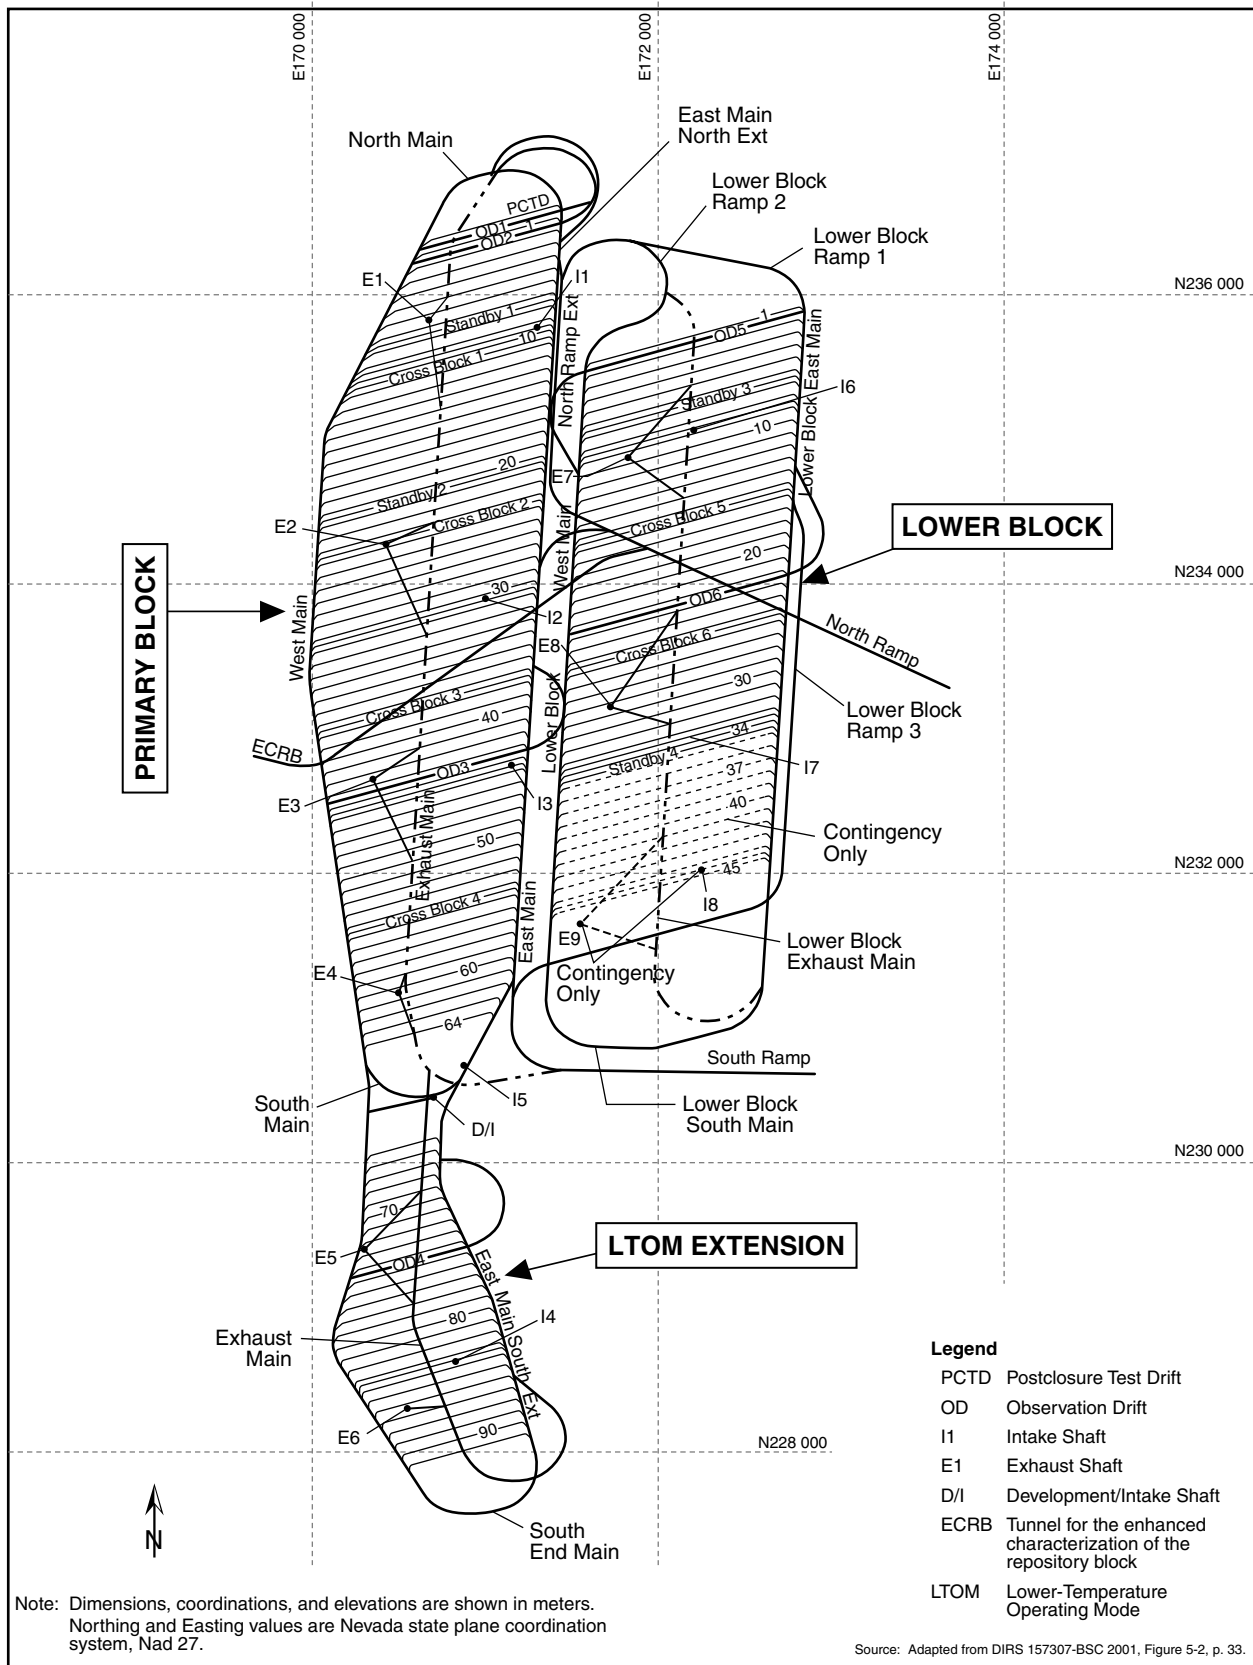 E170 000
E172 000
E174 000
North Main
East Main
North Ext
Lower Block
Ramp 2
Lower Block
Ramp 1
PCTD
OD1
1
OD2
E1
I1
N236 000
Standby 1
10
Cross Block 1
North Ramp Ext
1
OD5
Lower Block East Main
Standby 3
I6
10
20
E7
Standby 2
Cross Block 2
E2
West Main
Cross Block 5
LOWER BLOCK
20
PRIMARY BLOCK
N234 000
30
OD6
I2
West Main
E8
Cross Block 6
North Ramp
30
Cross Block 3
40
Lower Block
Lower Block
Ramp 3
34
ECRB
OD3
Standby 4
I7
37
E3
I3
40
Exhaust Main
50
Contingency
Only
N232 000
45
Cross Block 4
I8
East Main
E9
Lower Block
Exhaust Main
60
E4
Contingency
Only
64
South Ramp
South
Main
I5
D/I
Lower Block
South Main
N230 000
70
E5
OD4
LTOM EXTENSION
East Main South Ext
80
I4
Exhaust
Main
E6
90
N228 000
South
End Main
N
Legend
PCTD Postclosure Test Drift
OD Observation Drift
I1 Intake Shaft
E1 Exhaust Shaft
D/I Development/Intake Shaft
ECRB Tunnel for the enhanced
characterization of the
repository block
LTOM Lower-Temperature
Operating Mode
Note: Dimensions, coordinations, and elevations are shown in meters.
Northing and Easting values are Nevada state plane coordination
system, Nad 27.
Source: Adapted from DIRS 157307-BSC 2001, Figure 5-2, p. 33.